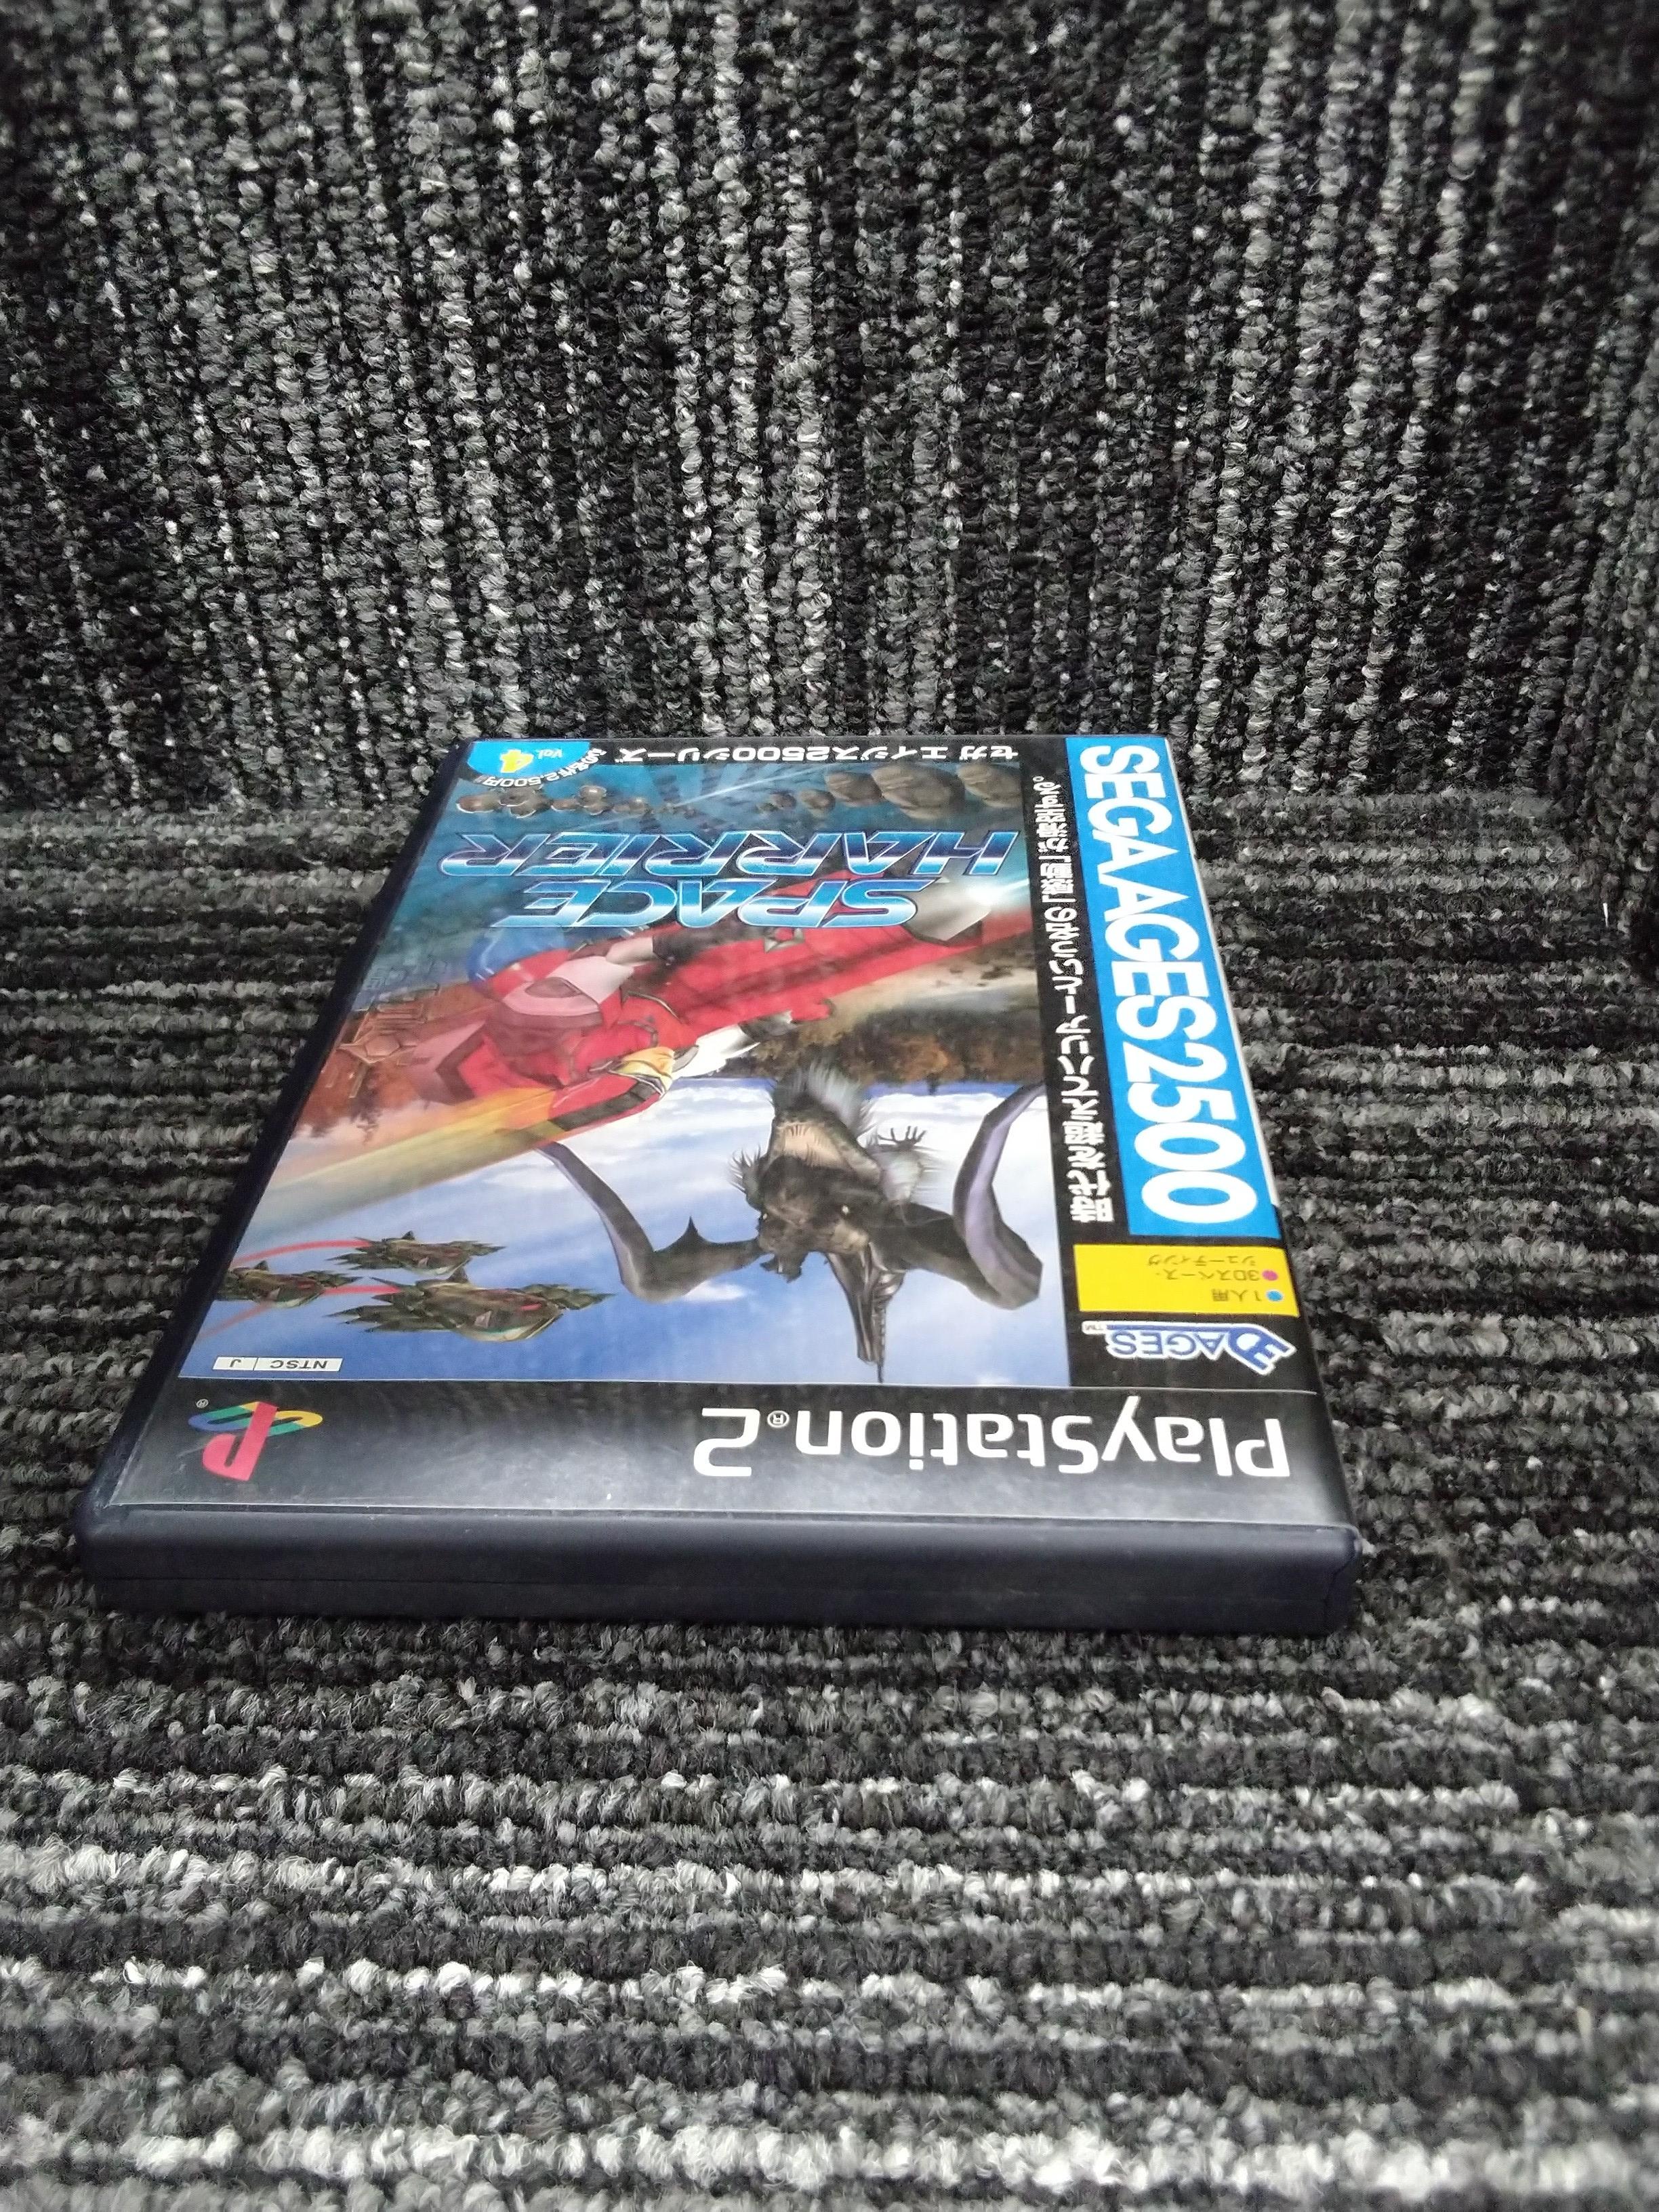 PlayStation®2
NTSC J
3D AGES™
●1人用
●3Dスペース・
シューティング
SEGA AGES 2500
SPACE
HARRIER
セガ エイジス2500シリーズ
Vol.
4